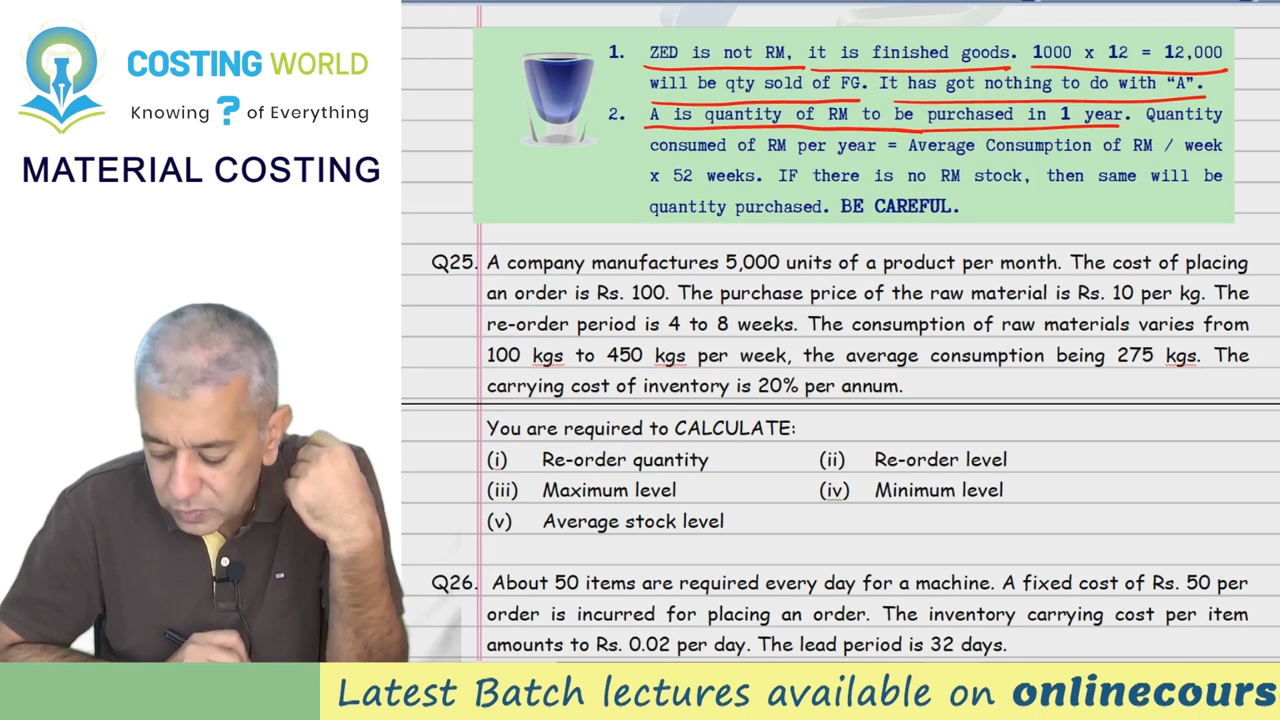 COSTING WORLD
Knowing ? of Everything
MATERIAL COSTING
1. ZED is not RM, it is finished goods. 1000 x 12 = 12,000
will be qty sold of FG. It has got nothing to do with “A”.
2. A is quantity of RM to be purchased in 1 year. Quantity
consumed of RM per year = Average Consumption of RM / week
x 52 weeks. IF there is no RM stock, then same will be
quantity purchased. BE CAREFUL.
Q25. A company manufactures 5,000 units of a product per month. The cost of placing
an order is Rs. 100. The purchase price of the raw material is Rs. 10 per kg. The
re-order period is 4 to 8 weeks. The consumption of raw materials varies from
100 kgs to 450 kgs per week, the average consumption being 275 kgs. The
carrying cost of inventory is 20% per annum.
You are required to CALCULATE:
(i) Re-order quantity (ii) Re-order level
(iii) Maximum level (iv) Minimum level
(v) Average stock level
Q26. About 50 items are required every day for a machine. A fixed cost of Rs. 50 per
order is incurred for placing an order. The inventory carrying cost per item
amounts to Rs. 0.02 per day. The lead period is 32 days.
Latest Batch lectures available on onlinecours